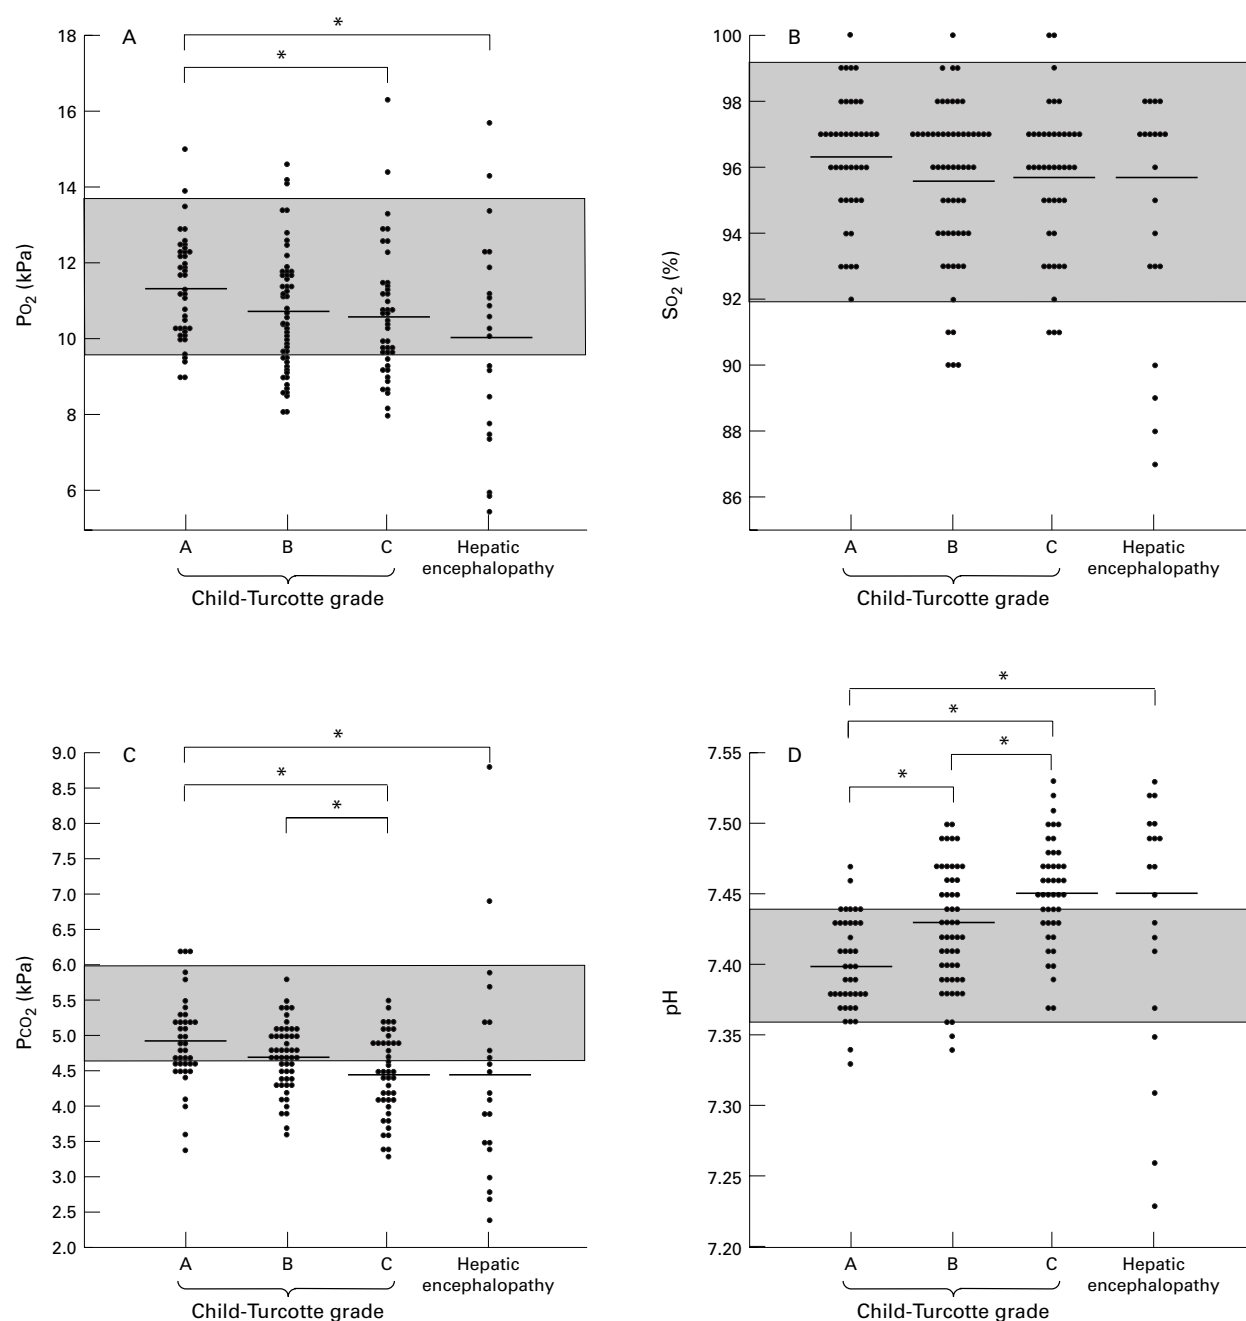 A
*
*
18
16
14
12
10
8
6
PO₂ (kPa)
A
B
C
Hepatic
encephalopathy
Child-Turcotte grade
B
100
98
96
94
92
90
88
86
SO₂ (%)
A
B
C
Hepatic
encephalopathy
Child-Turcotte grade
C
*
*
*
9.0
8.5
8.0
7.5
7.0
6.5
6.0
5.5
5.0
4.5
4.0
3.5
3.0
2.5
2.0
PCO₂ (kPa)
A
B
C
Hepatic
encephalopathy
Child-Turcotte grade
D
*
*
*
*
7.55
7.50
7.45
7.40
7.35
7.30
7.25
7.20
pH
A
B
C
Hepatic
encephalopathy
Child-Turcotte grade